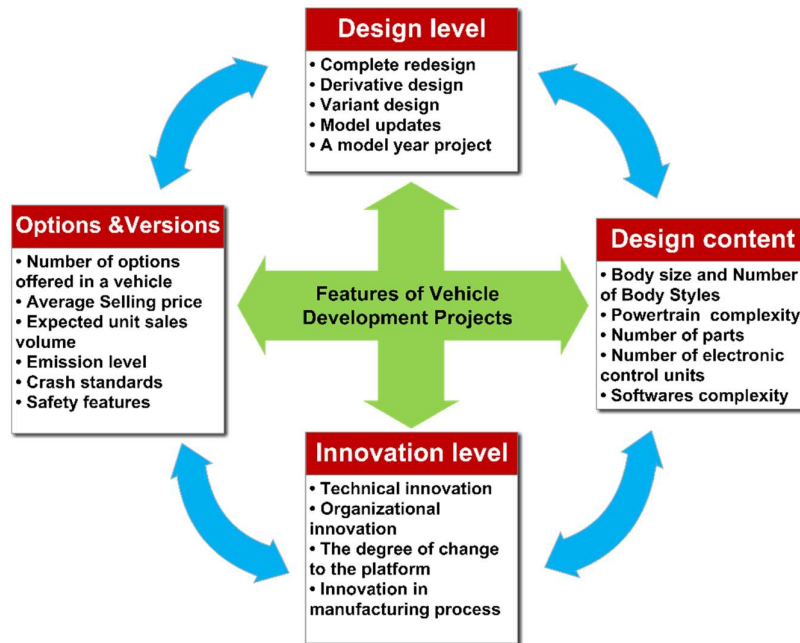 Design level
• Complete redesign
• Derivative design
• Variant design
• Model updates
• A model year project
Options &Versions
• Number of options
offered in a vehicle
• Average Selling price
• Expected unit sales
volume
• Emission level
• Crash standards
• Safety features
Features of Vehicle
Development Projects
Design content
• Body size and Number
of Body Styles
• Powertrain complexity
• Number of parts
• Number of electronic
control units
• Softwares complexity
Innovation level
• Technical innovation
• Organizational
innovation
• The degree of change
to the platform
• Innovation in
manufacturing process